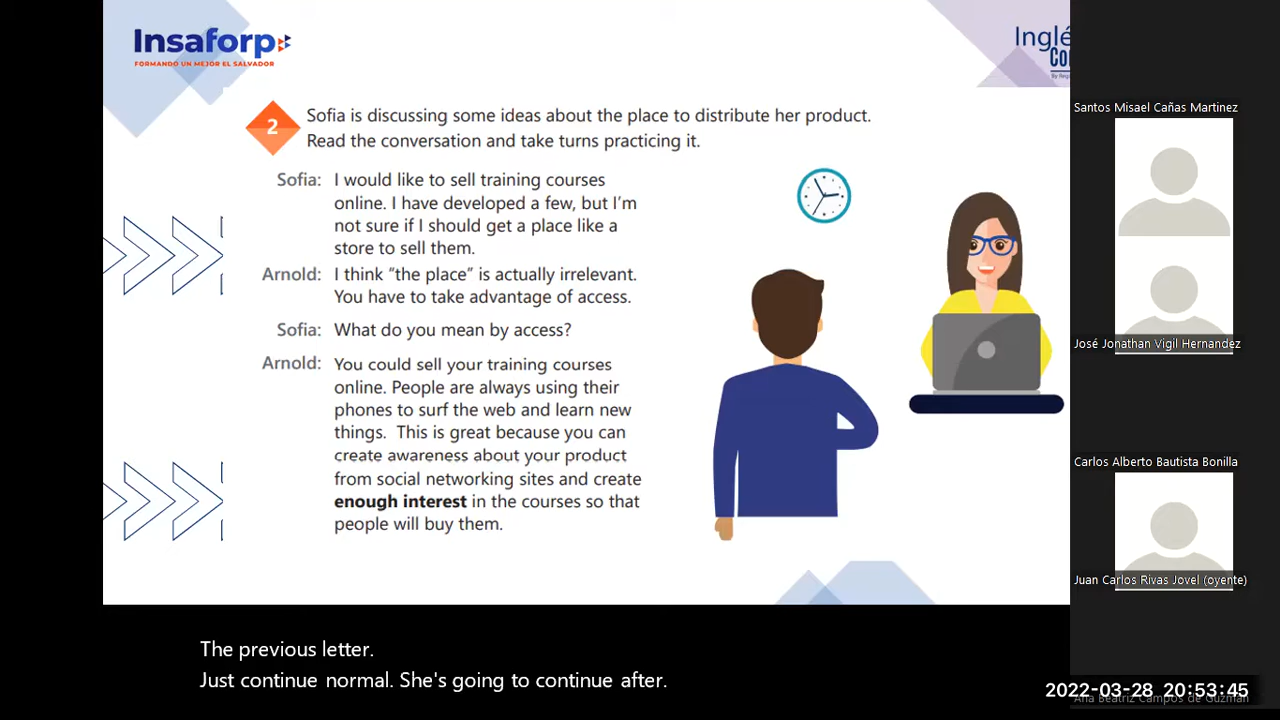 Insaforp
FORMANDO UN MEJOR EL SALVADOR
Inglé
2
Sofia is discussing some ideas about the place to distribute her product.
Read the conversation and take turns practicing it.
Sofia: I would like to sell training courses
online. I have developed a few, but I'm
not sure if I should get a place like a
store to sell them.
Arnold: I think "the place" is actually irrelevant.
You have to take advantage of access.
Sofia: What do you mean by access?
Arnold: You could sell your training courses
online. People are always using their
phones to surf the web and learn new
things. This is great because you can
create awareness about your product
from social networking sites and create
enough interest in the courses so that
people will buy them.
Santos Misael Cañas Martinez
José Jonathan Vigil Hernandez
Carlos Alberto Bautista Bonilla
Juan Carlos Rivas Jovel (oyente)
Ana Beatriz Campos de Guzman
2022-03-28 20:53:45
The previous letter.
Just continue normal. She's going to continue after.